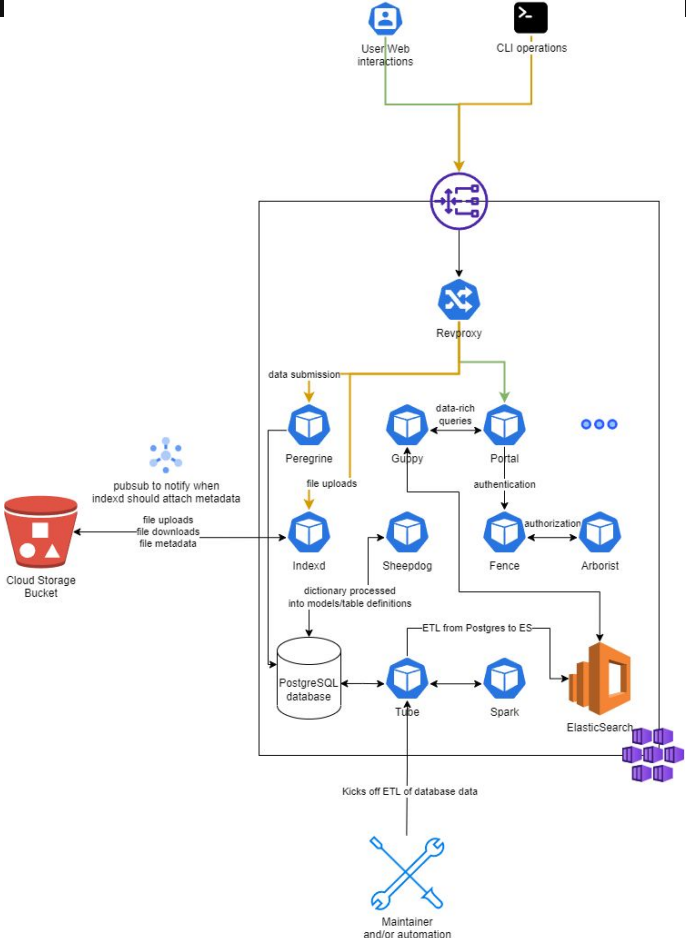 User Web
interactions
CLI operations
Revproxy
data submission
data-rich
queries
Peregrine
Guppy
Portal
pubsub to notify when
indexd should attach metadata
file uploads
authentication
file uploads
file downloads
file metadata
authorization
Cloud Storage
Bucket
Indexd
Sheepdog
Fence
Arborist
dictionary processed
into models/table definitions
ETL from Postgres to ES
PostgreSQL
database
Tube
Spark
ElasticSearch
Kicks off ETL of database data
Maintainer
and/or automation